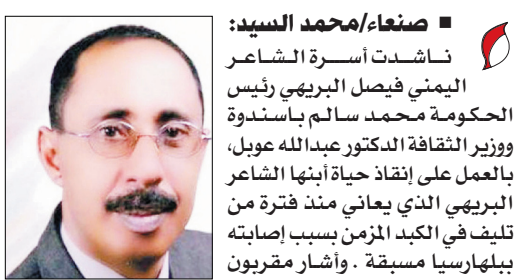 ■ صنعاء/محمد السيد:
ناشدت أسرة الشاعر
اليمني فيصل البريهي رئيس
الحكومة محمد سالم باسندوة
ووزير الثقافة الدكتور عبدالله عوبل،
بالعمل على إنقاذ حياة أبنها الشاعر
البريهي الذي يعاني منذ فترة من
تليف في الكبد المزمن بسبب إصابته
ببلهارسيا مسبقة . وأشار مقربون